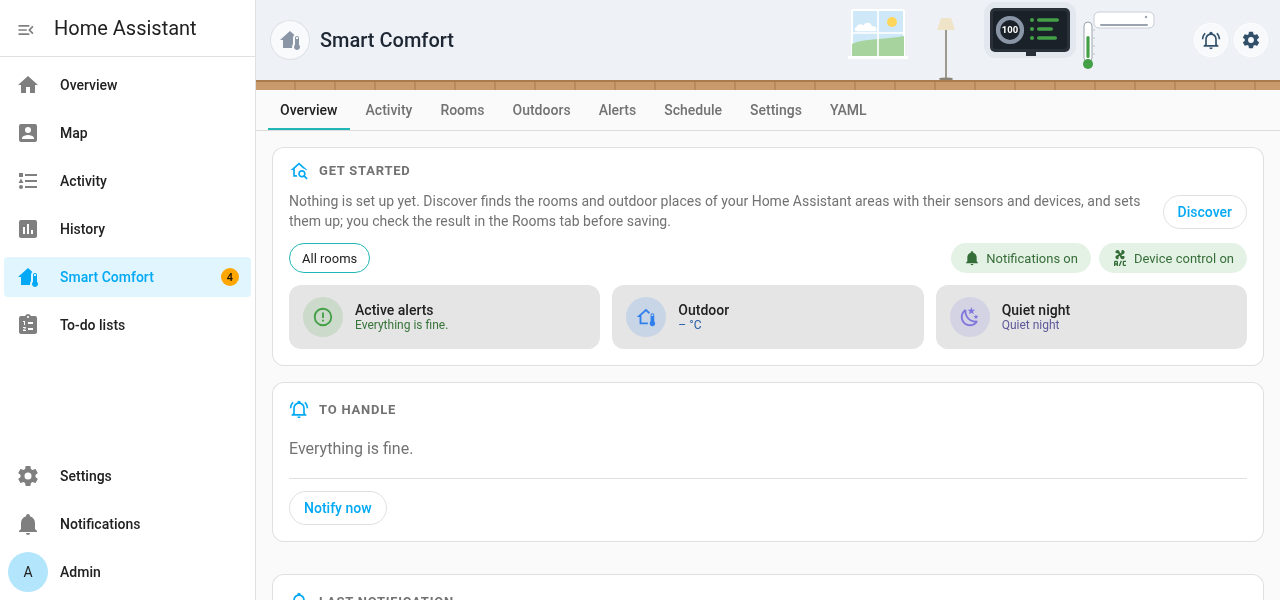 Home Assistant
Overview
Map
Activity
History
Smart Comfort
4
To-do lists
Settings
Notifications
A
Admin
Smart Comfort
100
Overview
Activity
Rooms
Outdoors
Alerts
Schedule
Settings
YAML
GET STARTED
Nothing is set up yet. Discover finds the rooms and outdoor places of your Home Assistant areas with their sensors and devices, and sets
them up; you check the result in the Rooms tab before saving.
Discover
All rooms
Notifications on
A/C
Device control on
Active alerts
Everything is fine.
Outdoor
– °C
Quiet night
Quiet night
TO HANDLE
Everything is fine.
Notify now
LAST NOTIFICATION